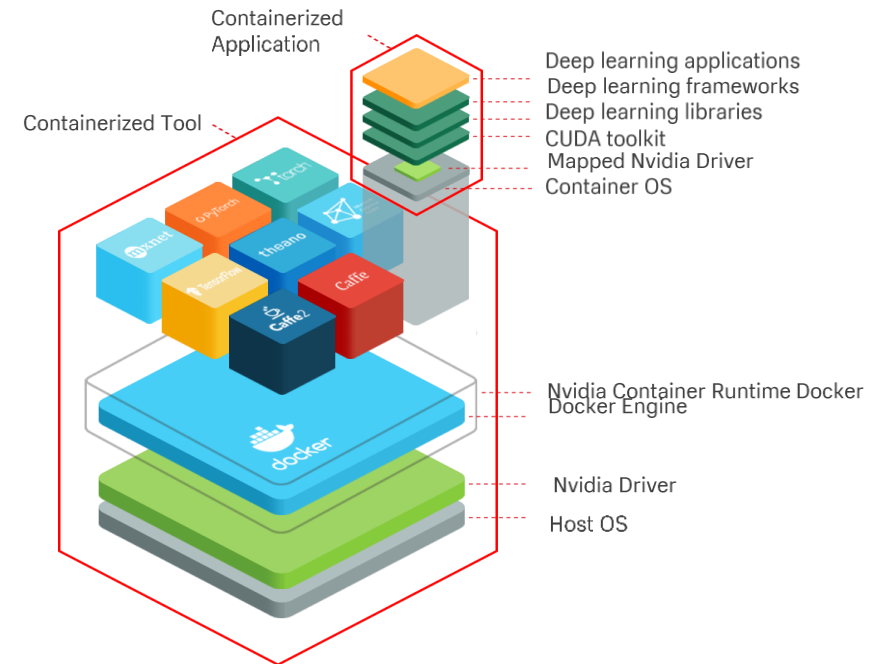 Containerized
Application
Deep learning applications
Deep learning frameworks
Deep learning libraries
CUDA toolkit
Mapped Nvidia Driver
Container OS
Containerized Tool
torch
PyTorch
mxnet
theano
TensorFlow
Caffe
Caffe2
Nvidia Container Runtime Docker
Docker Engine
docker
Nvidia Driver
Host OS